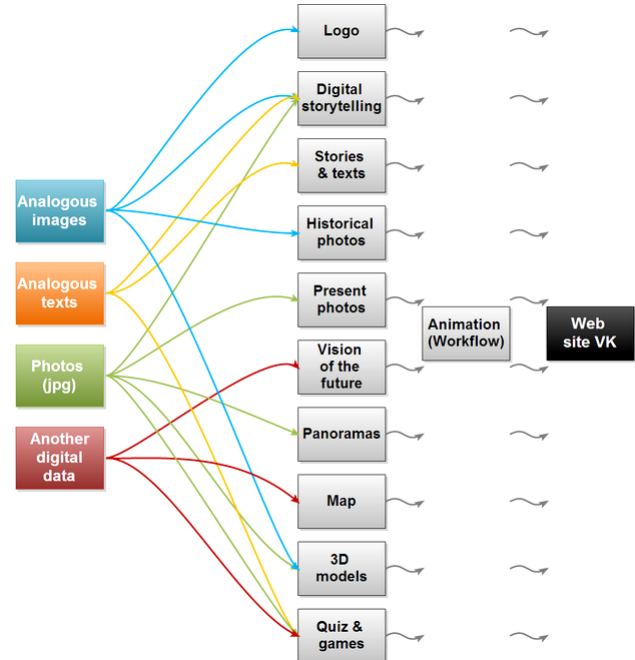 Logo
Digital
storytelling
Stories
& texts
Analogous
images
Historical
photos
Analogous
texts
Present
photos
Animation
(Workflow)
Web
site VK
Photos
(jpg)
Vision
of the
future
Another
digital
data
Panoramas
Map
3D
models
Quiz &
games